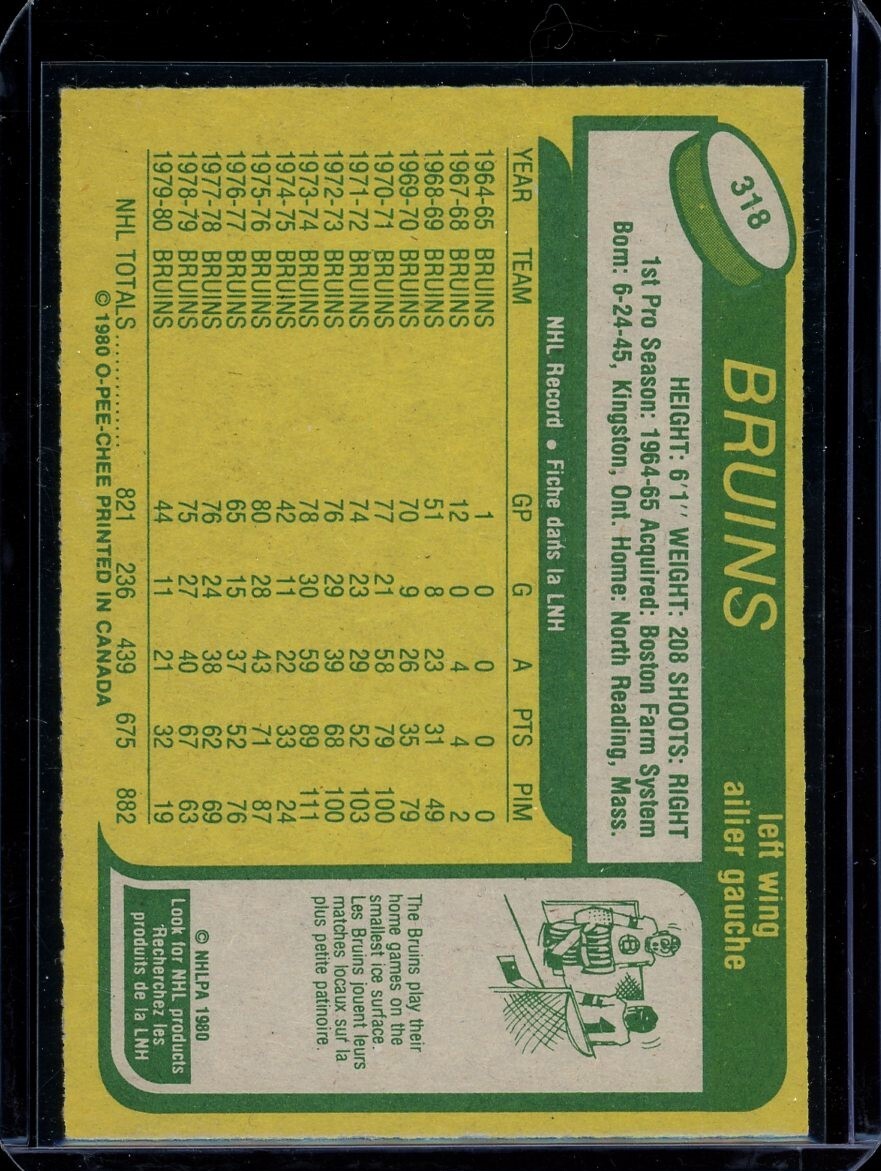 318
BRUINS
left wing
ailier gauche
HEIGHT: 6'1'' WEIGHT: 208 SHOOTS: RIGHT
1st Pro Season: 1964-65 Acquired: Boston Farm System
Born: 6-24-45, Kingston, Ont. Home: North Reading, Mass.
NHL Record • Fiche dans la LNH
YEAR TEAM GP G A PTS PIM
1964-65 BRUINS 1 0 0 0 0
1967-68 BRUINS 12 0 4 4 2
1968-69 BRUINS 51 8 23 31 49
1969-70 BRUINS 70 9 26 35 79
1970-71 BRUINS 77 21 58 79 100
1971-72 BRUINS 74 23 29 52 103
1972-73 BRUINS 76 29 39 68 100
1973-74 BRUINS 78 30 59 89 111
1974-75 BRUINS 42 11 22 33 24
1975-76 BRUINS 80 28 43 71 87
1976-77 BRUINS 65 15 37 52 76
1977-78 BRUINS 76 24 38 62 69
1978-79 BRUINS 75 27 40 67 63
1979-80 BRUINS 44 11 21 32 19
NHL TOTALS............. 821 236 439 675 882
© 1980 O-PEE-CHEE PRINTED IN CANADA
The Bruins play their
home games on the
smallest ice surface.
Les Bruins jouent leurs
matches locaux sur la
plus petite patinoire.
© NHLPA 1980
Look for NHL products
Recherchez les
produits de la LNH